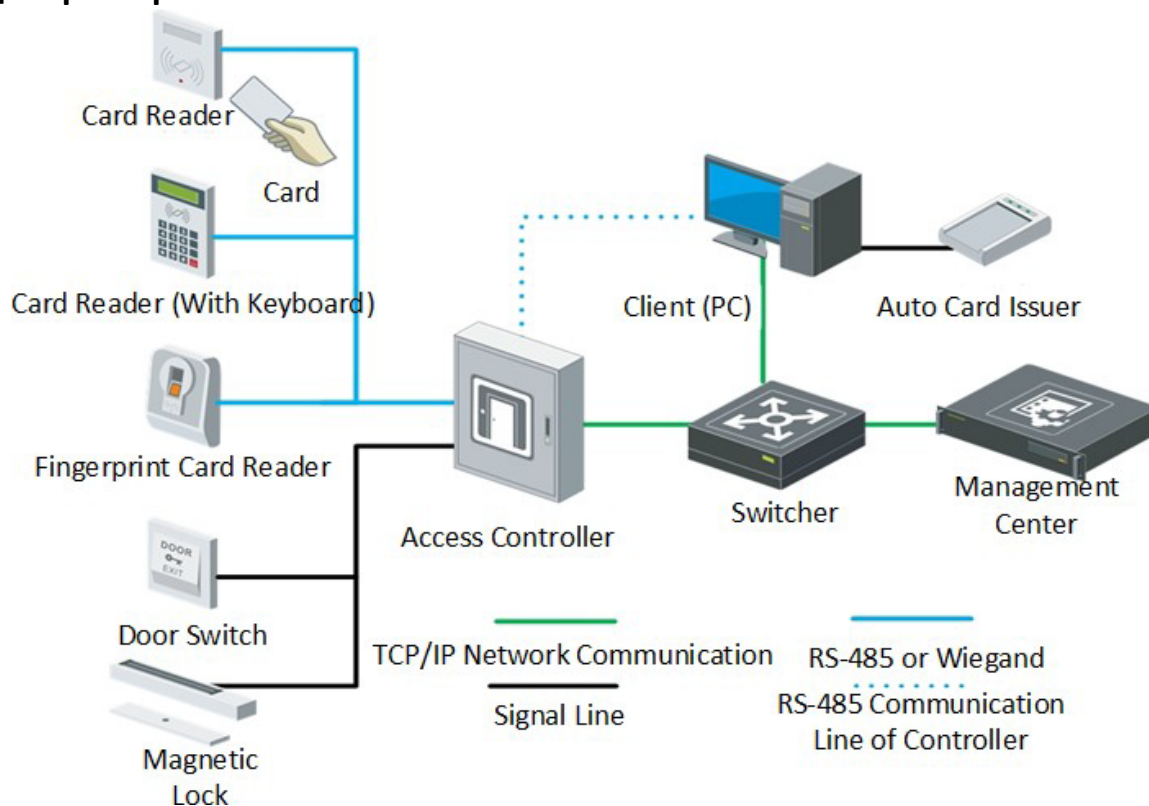 Card Reader
Card
Card Reader (With Keyboard)
Client (PC)
Auto Card Issuer
Fingerprint Card Reader
Access Controller
Switcher
Management
Center
DOOR
EXIT
Door Switch
TCP/IP Network Communication
RS-485 or Wiegand
Signal Line
RS-485 Communication
Line of Controller
Magnetic
Lock